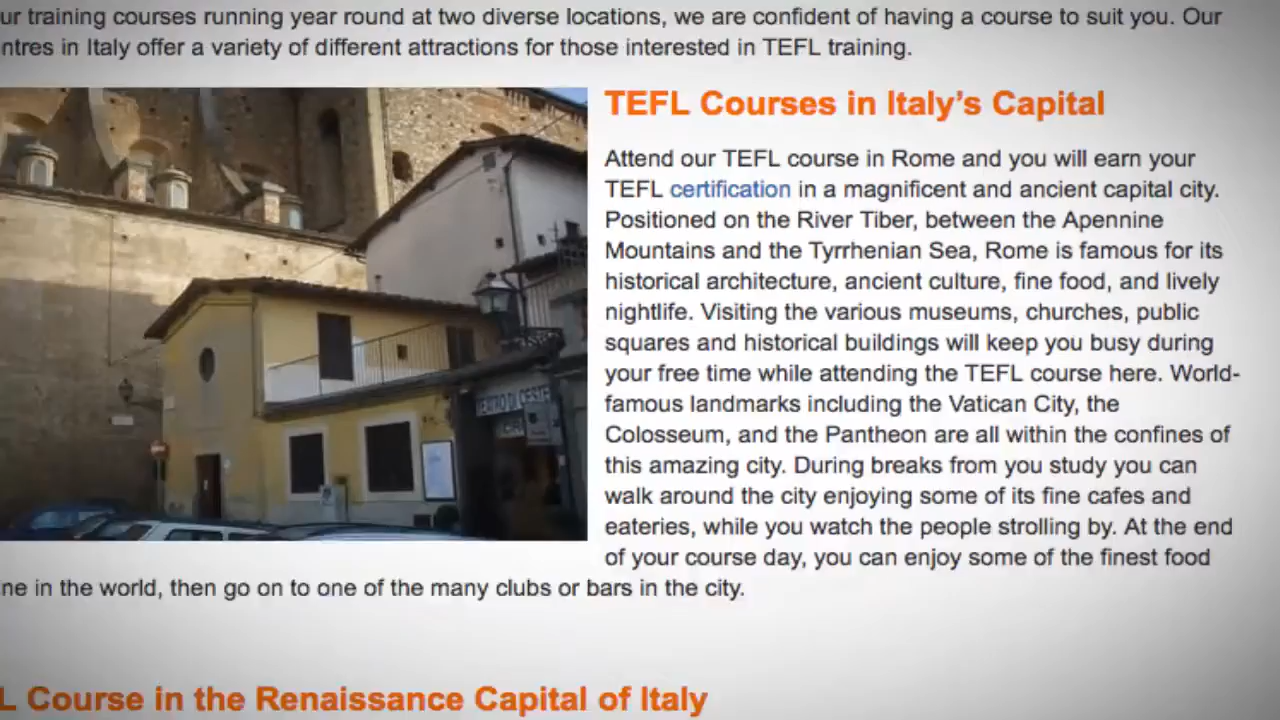 ur training courses running year round at two diverse locations, we are confident of having a course to suit you. Our
ntres in Italy offer a variety of different attractions for those interested in TEFL training.
TEFL Courses in Italy’s Capital
Attend our TEFL course in Rome and you will earn your
TEFL certification in a magnificent and ancient capital city.
Positioned on the River Tiber, between the Apennine
Mountains and the Tyrrhenian Sea, Rome is famous for its
historical architecture, ancient culture, fine food, and lively
nightlife. Visiting the various museums, churches, public
squares and historical buildings will keep you busy during
your free time while attending the TEFL course here. World-
famous landmarks including the Vatican City, the
Colosseum, and the Pantheon are all within the confines of
this amazing city. During breaks from you study you can
walk around the city enjoying some of its fine cafes and
eateries, while you watch the people strolling by. At the end
of your course day, you can enjoy some of the finest food
ne in the world, then go on to one of the many clubs or bars in the city.
TEATRO DI CESTE
L Course in the Renaissance Capital of Italy